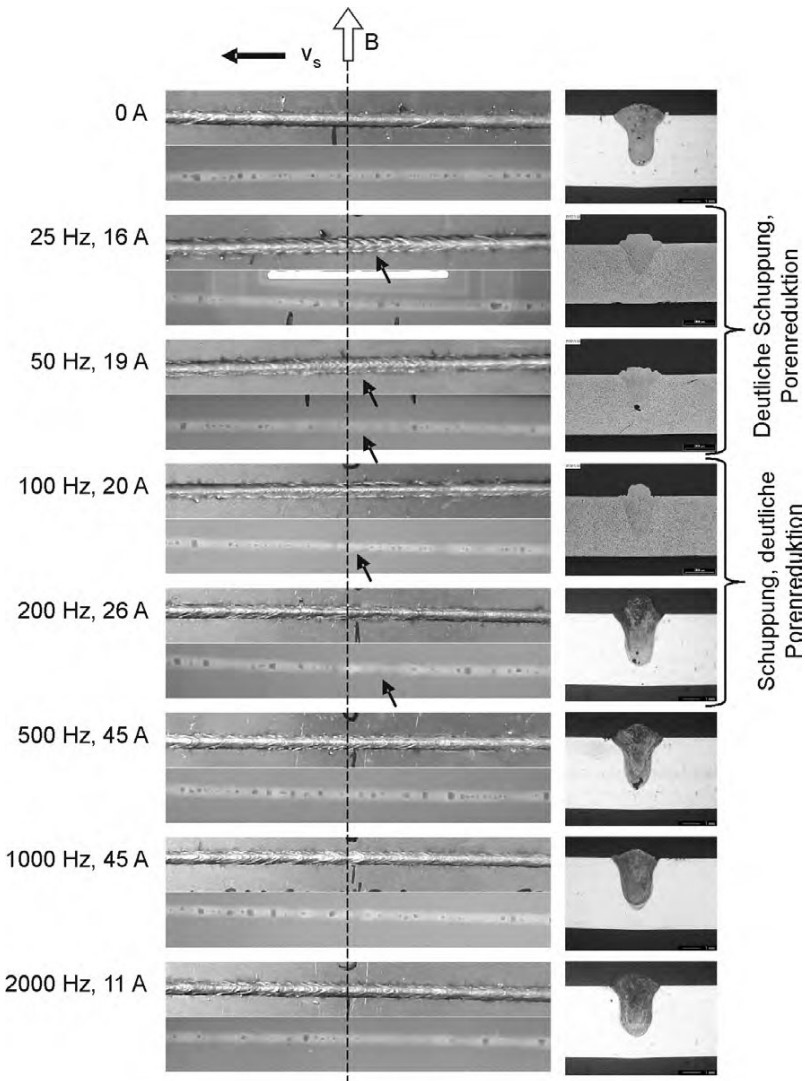 B
vₛ
0 A
25 Hz, 16 A
50 Hz, 19 A
100 Hz, 20 A
200 Hz, 26 A
500 Hz, 45 A
1000 Hz, 45 A
2000 Hz, 11 A
Deutliche Schuppung,
Porenreduktion
Schuppung, deutliche
Porenreduktion